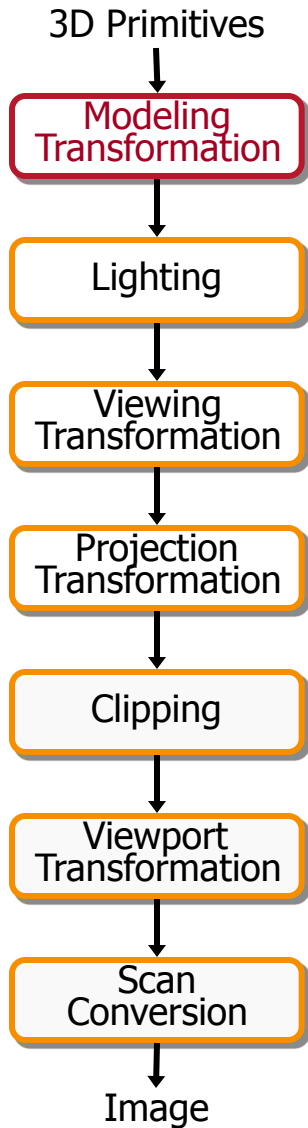 3D Primitives
Modeling
Transformation
Lighting
Viewing
Transformation
Projection
Transformation
Clipping
Viewport
Transformation
Scan
Conversion
Image